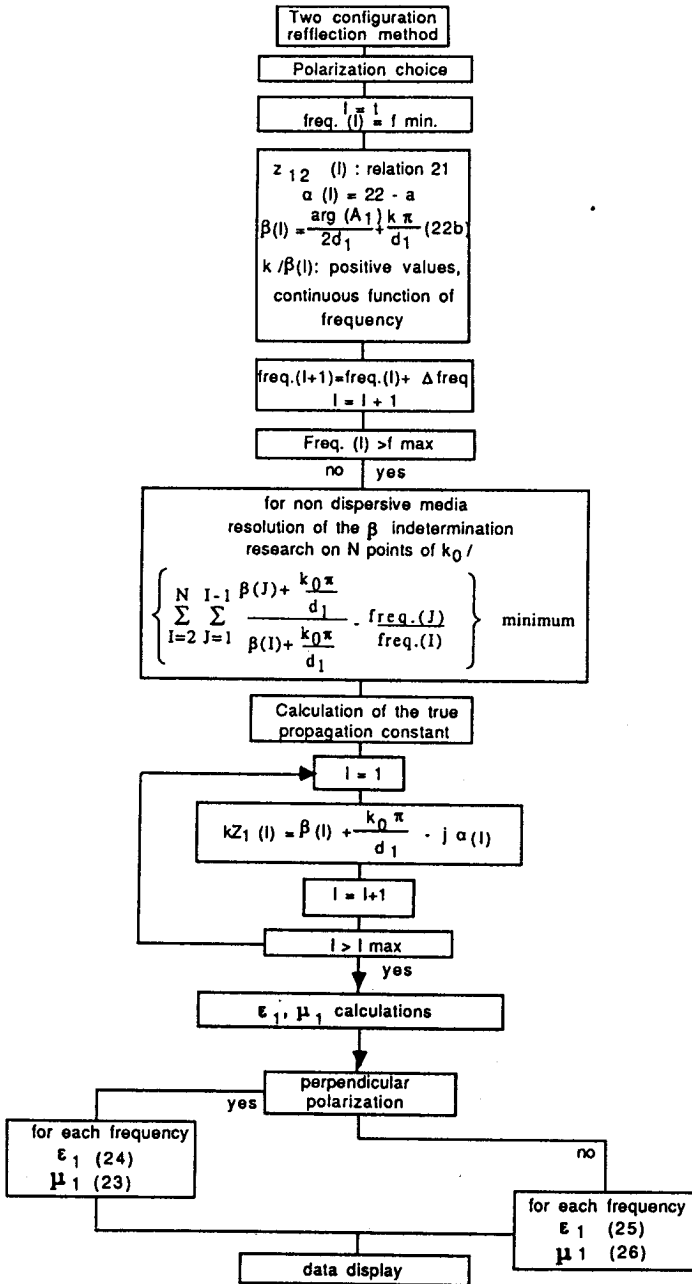 Two configuration
refflection method
Polarization choice
I = 1
freq. (I) = f min.
z 12 (I) : relation 21
α (I) = 22 - a
β(I) = arg (A1) / 2d1 + k π / d1 (22b)
k /β(I): positive values,
continuous function of
frequency
freq.(I+1)=freq.(I)+ Δ freq
I = I + 1
Freq. (I) >f max
no yes
for non dispersive media
resolution of the β indetermination
research on N points of k0 /
{ Σ I=2 N Σ J=1 I-1 (β(J)+ k0π / d1) / (β(I)+ k0π / d1) - freq.(J) / freq.(I) } minimum
Calculation of the true
propagation constant
I = 1
kZ1 (I) = β (I) + k0 π / d1 - j α(I)
I = I+1
I > I max
yes
ε1, μ1 calculations
perpendicular
polarization
yes
for each frequency
ε1 (24)
μ1 (23)
no
for each frequency
ε1 (25)
μ1 (26)
data display